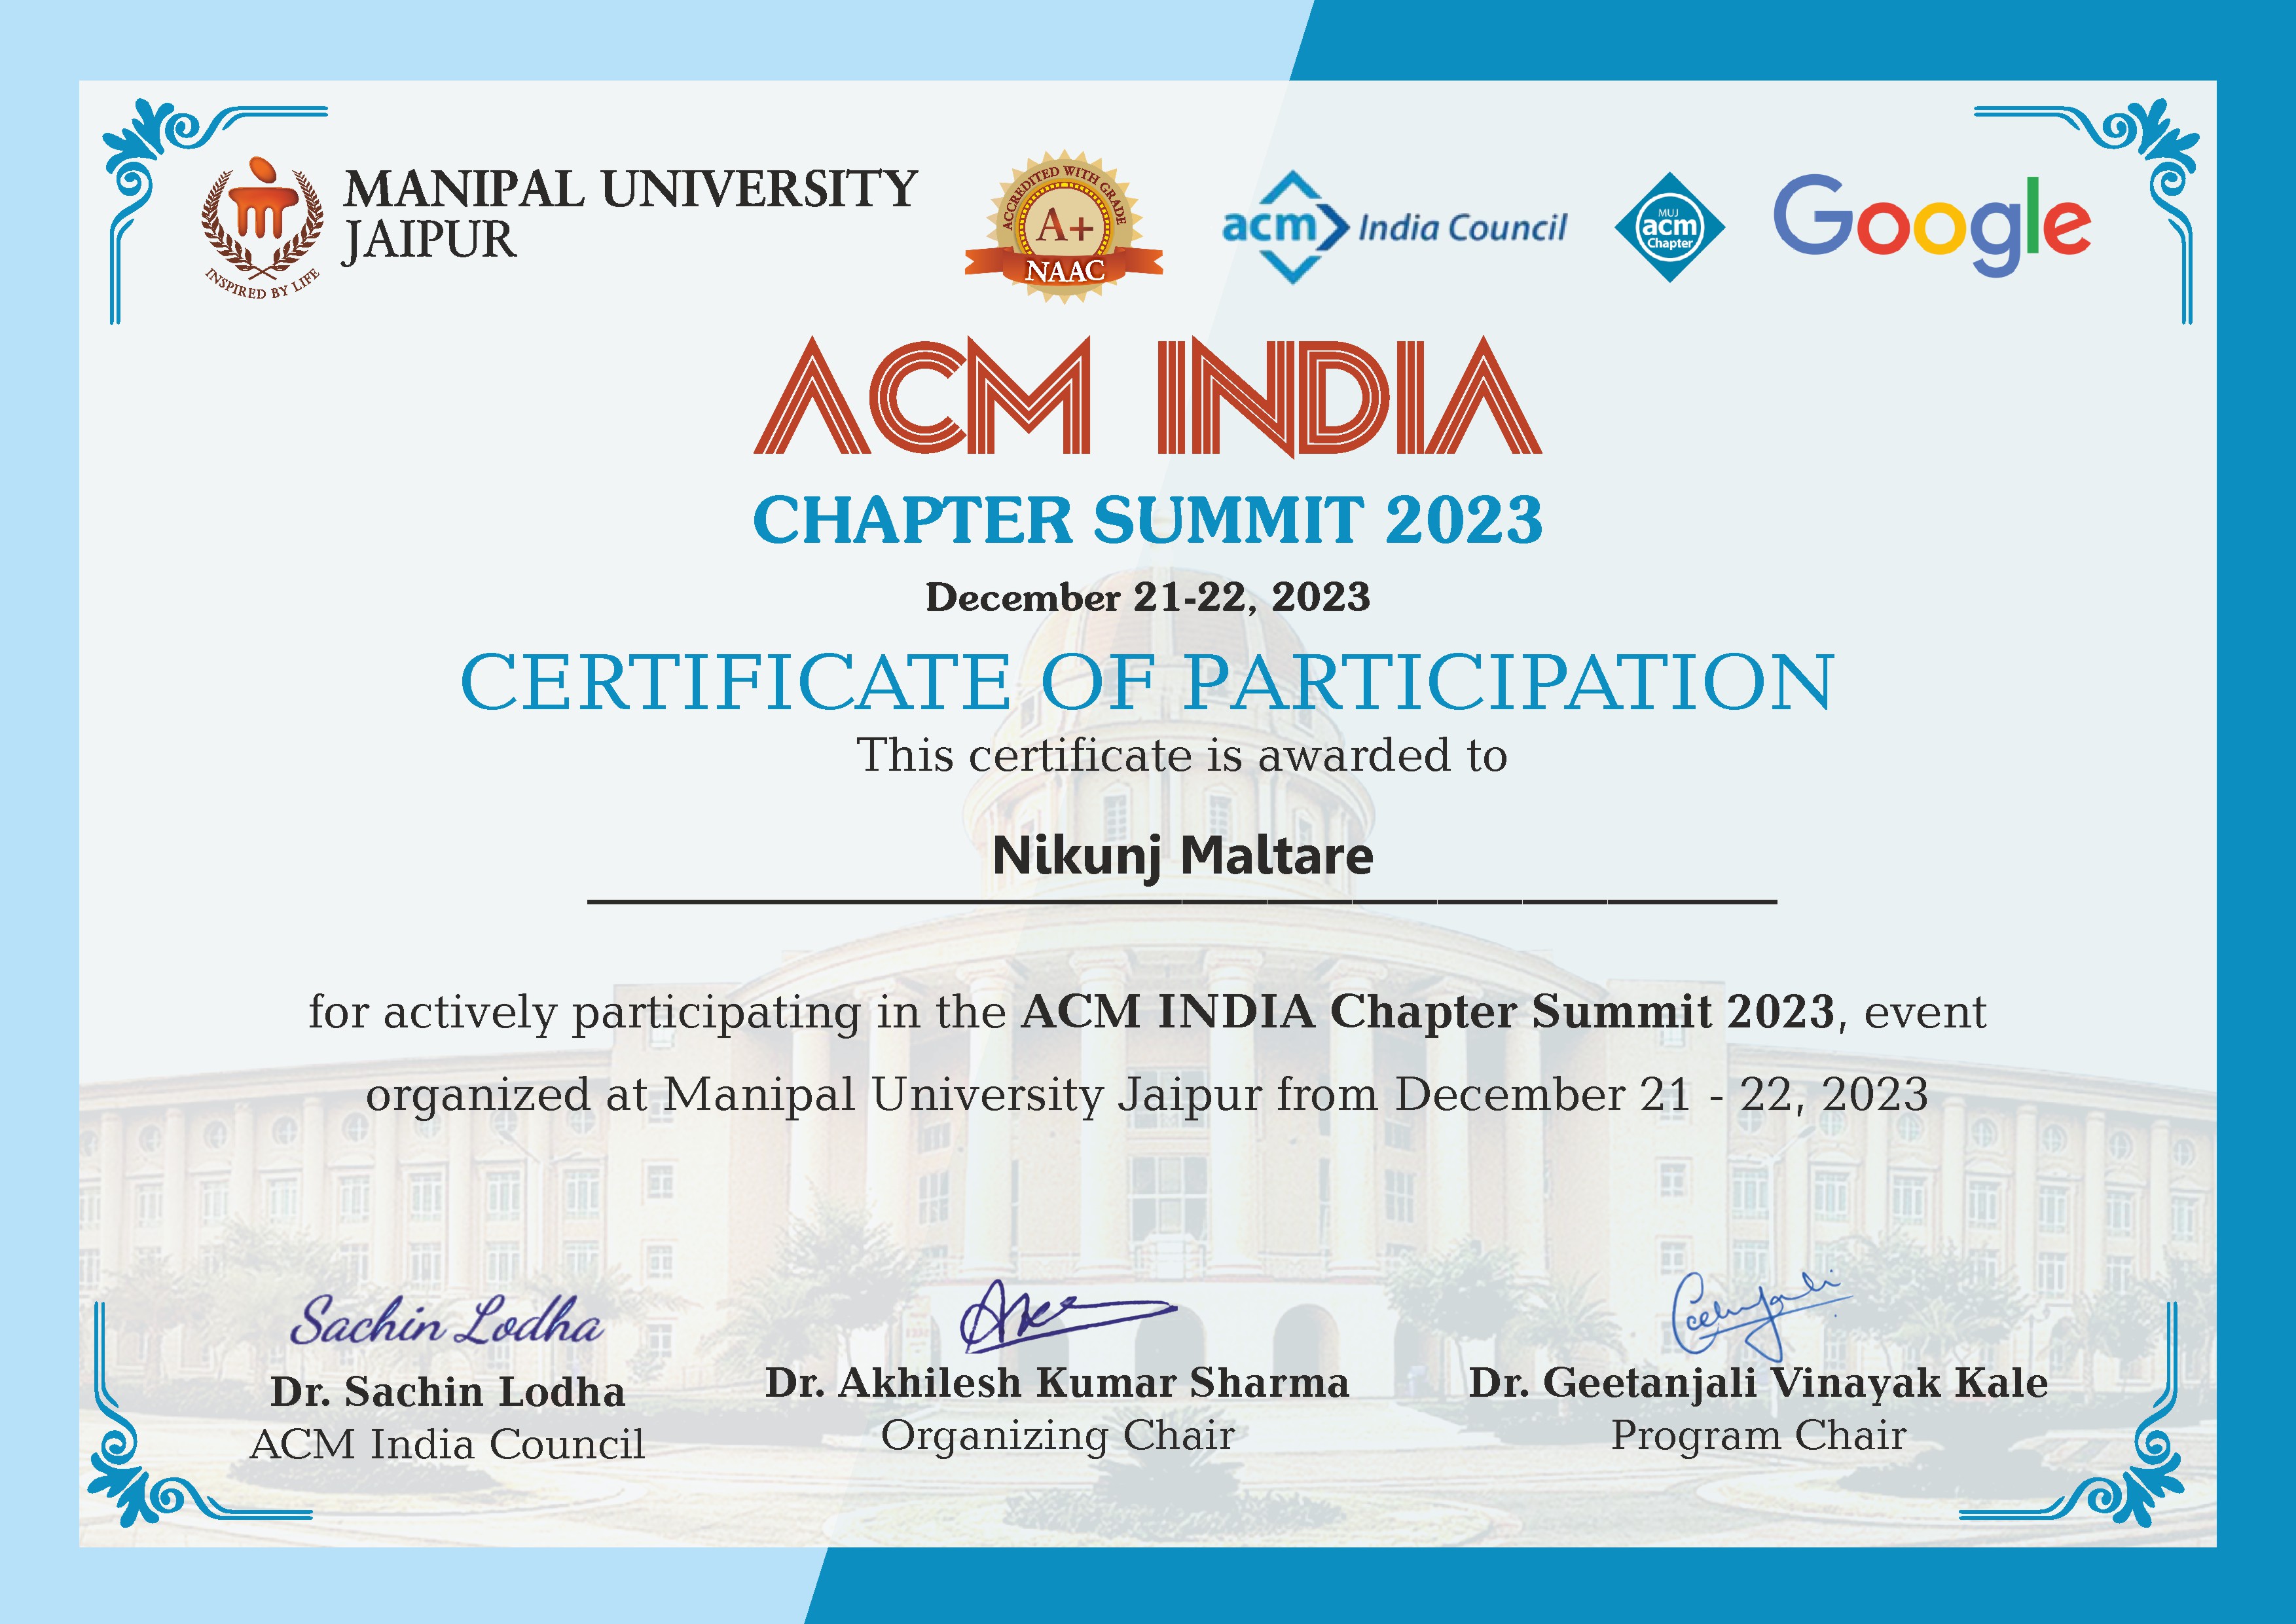 MANIPAL UNIVERSITY
JAIPUR
INSPIRED BY LIFE
ACCREDITED WITH GRADE
A+
NAAC
acm India Council
MUJ
acm
Chapter
Google
ACM INDIA
CHAPTER SUMMIT 2023
December 21-22, 2023
CERTIFICATE OF PARTICIPATION
This certificate is awarded to
Nikunj Maltare
for actively participating in the ACM INDIA Chapter Summit 2023, event
organized at Manipal University Jaipur from December 21 - 22, 2023
Sachin Lodha
Dr. Sachin Lodha
ACM India Council
Dr. Akhilesh Kumar Sharma
Organizing Chair
Geetanjali
Dr. Geetanjali Vinayak Kale
Program Chair